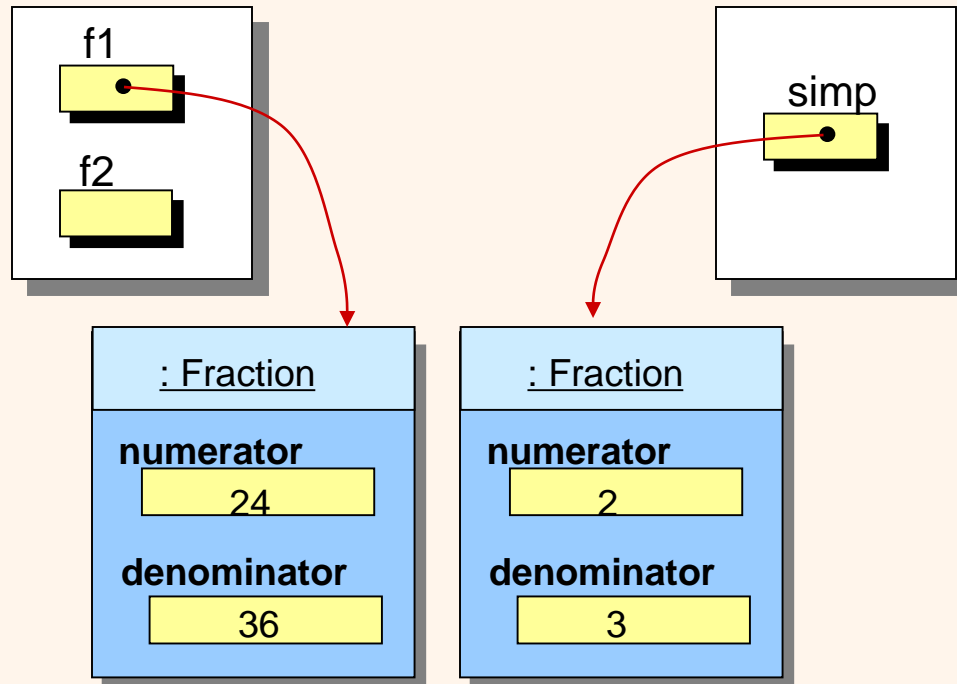 f1
simp
f2
: Fraction
: Fraction
numerator
numerator
24
2
denominator
denominator
36
3